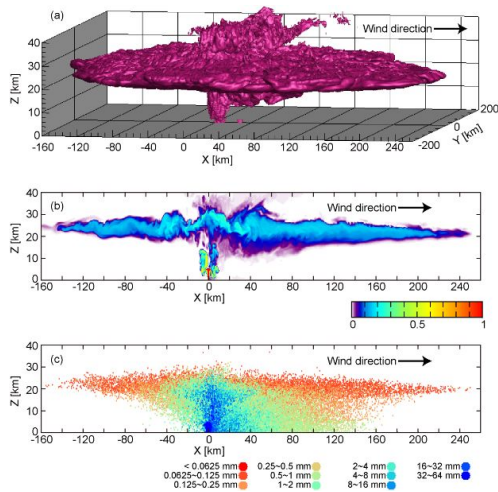 (a)
Wind direction
40
30
20
10
0
Z [km]
-160 -120 -80 -40 0 40 80 120 160 200 240
X [km]
-200
0
200
Y [km]
(b)
Wind direction
40
30
20
10
0
Z [km]
-160 -120 -80 -40 0 40 80 120 160 200 240
X [km]
0 0.5 1
(c)
Wind direction
40
30
20
10
0
Z [km]
-160 -120 -80 -40 0 40 80 120 160 200 240
X [km]
< 0.0625 mm 0.25~0.5 mm 2~4 mm 16~32 mm
0.0625~0.125 mm 0.5~1 mm 4~8 mm 32~64 mm
0.125~0.25 mm 1~2 mm 8~16 mm